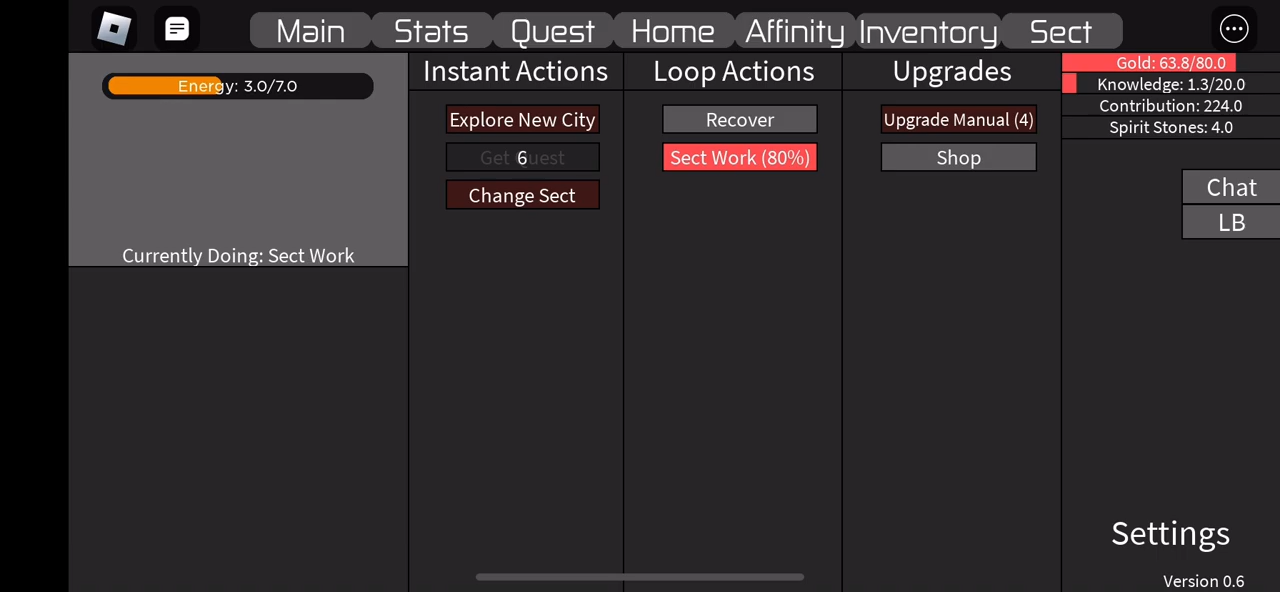 Main
Stats
Quest
Home
Affinity
Inventory
Sect
Energy: 3.0/7.0
Currently Doing: Sect Work
Instant Actions
Explore New City
Get Quest
6
Change Sect
Loop Actions
Recover
Sect Work (80%)
Upgrades
Upgrade Manual (4)
Shop
Gold: 63.8/80.0
Knowledge: 1.3/20.0
Contribution: 224.0
Spirit Stones: 4.0
Chat
LB
Settings
Version 0.6